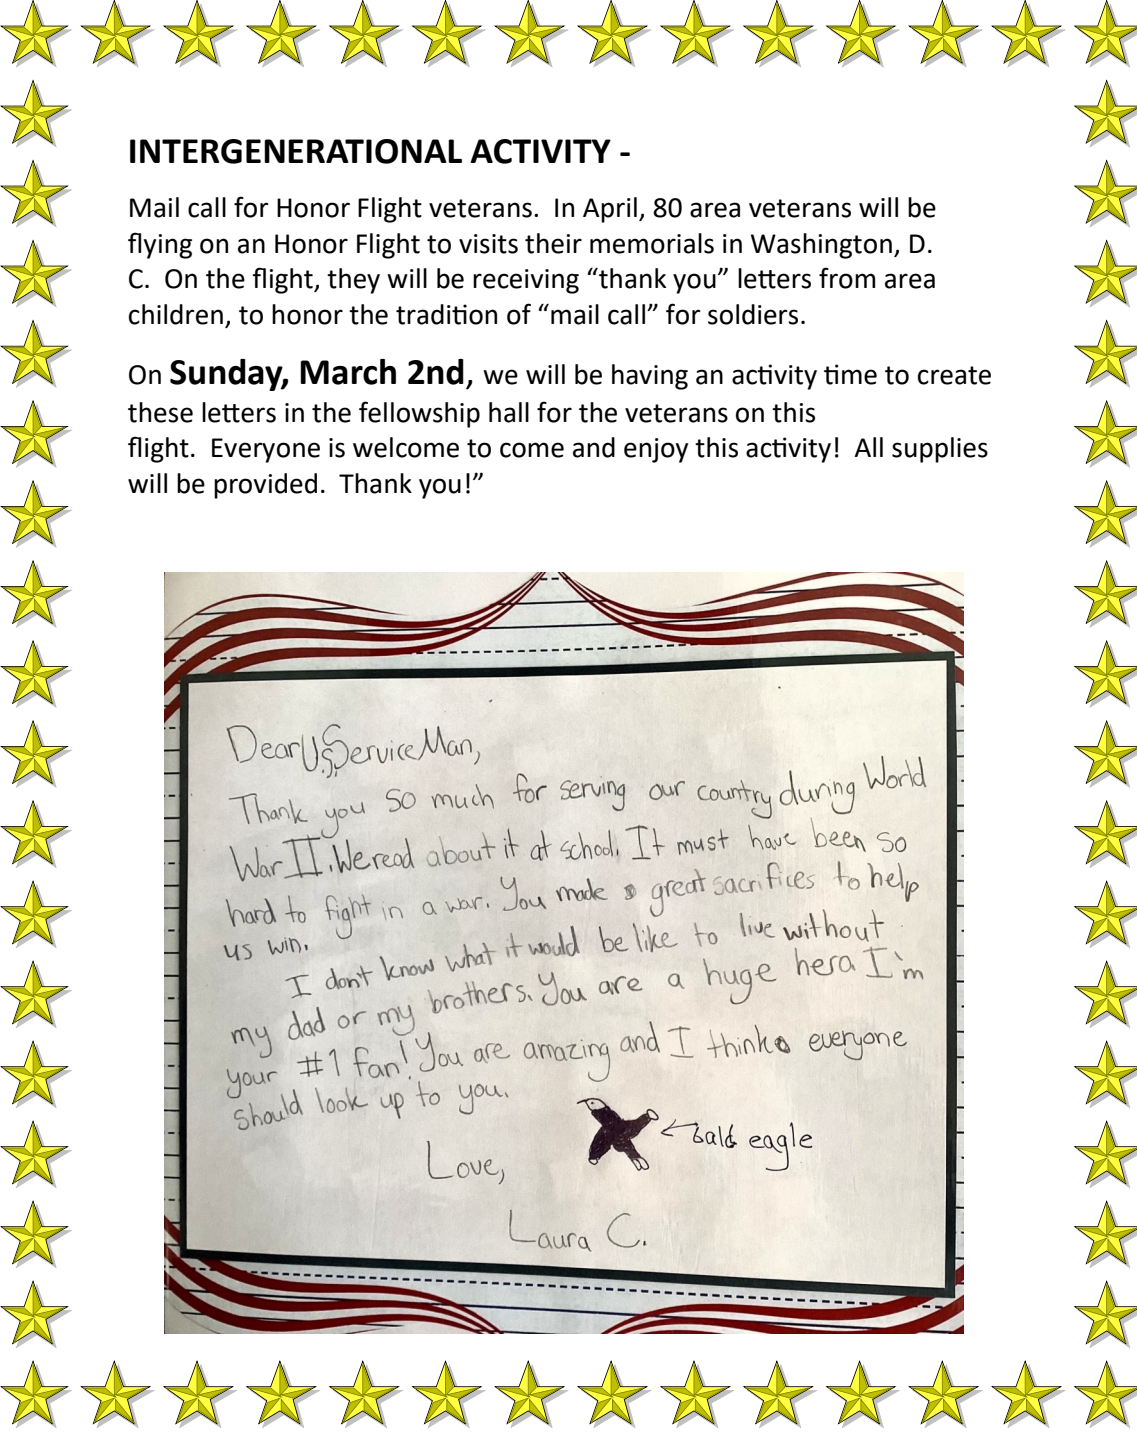 INTERGENERATIONAL ACTIVITY -
Mail call for Honor Flight veterans.  In April, 80 area veterans will be
flying on an Honor Flight to visits their memorials in Washington, D.
C.  On the flight, they will be receiving “thank you” letters from area
children, to honor the tradition of “mail call” for soldiers.
On Sunday, March 2nd, we will be having an activity time to create
these letters in the fellowship hall for the veterans on this
flight.  Everyone is welcome to come and enjoy this activity!  All supplies
will be provided.  Thank you!”
Dear U.S. Service Man,
Thank you so much for serving our country during World
War II. We read about it at school. It must have been so
hard to fight in a war. You made great sacrifices to help
us win.
I don't know what it would be like to live without
my dad or my brothers. You are a huge hero. I'm
your #1 fan! You are amazing and I think everyone
should look up to you.
← bald eagle
Love,
Laura C.